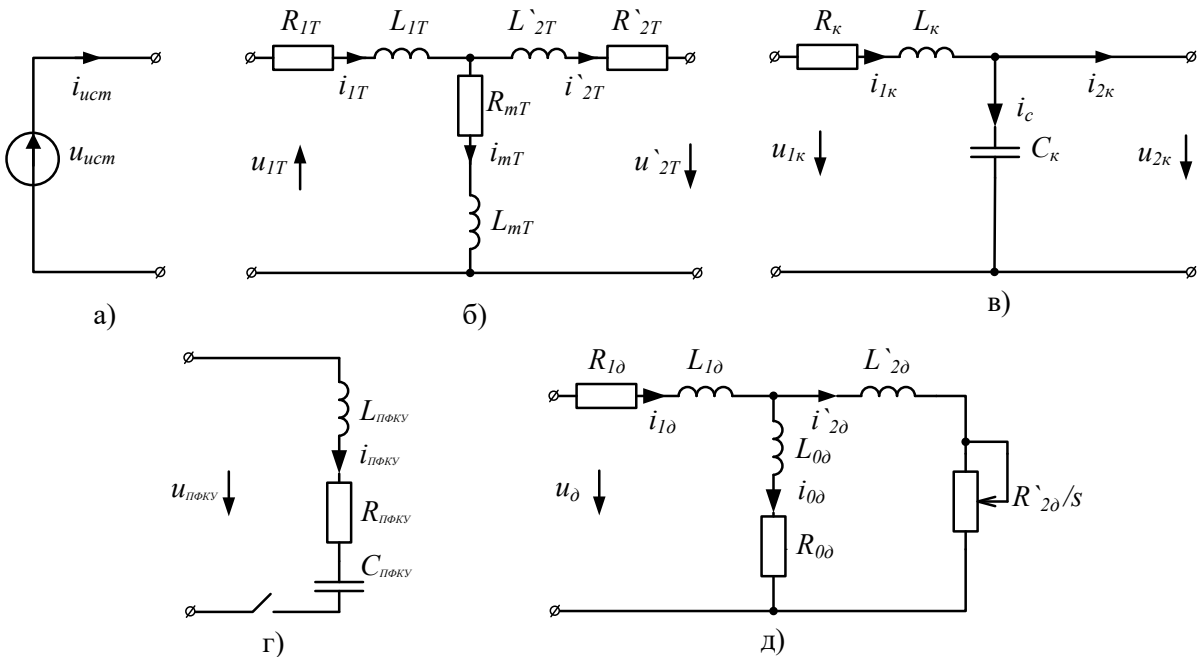 i_ист
u_ист
а)
R_1T
L_1T
L`_2T
R`_2T
i_1T
i`_2T
R_mT
i_mT
u_1T
u`_2T
L_mT
б)
R_к
L_к
i_1к
i_2к
i_c
C_к
u_1к
u_2к
в)
L_ПФКУ
i_ПФКУ
u_ПФКУ
R_ПФКУ
C_ПФКУ
г)
R_1д
L_1д
L`_2д
i_1д
i`_2д
L_0д
u_д
i_0д
R`_2д/s
R_0д
д)